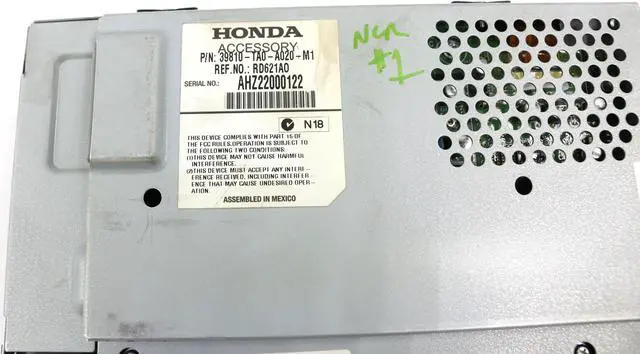 HONDA
ACCESSORY
P/N: 39810-TA0-A020-M1
REF.NO.: RD621A0
SERIAL NO.: AHZ22000122
N18
THIS DEVICE COMPLIES WITH PART 15 OF
THE FCC RULES.OPERATION IS SUBJECT TO
THE FOLLOWING TWO CONDITIONS:
(1)THIS DEVICE MAY NOT CAUSE HARMFUL
INTERFERENCE.
(2)THIS DEVICE MUST ACCEPT ANY INTERF-
ERENCE RECEIVED, INCLUDING INTERFER-
ENCE THAT MAY CAUSE UNDESIRED OPER-
ATION.
ASSEMBLED IN MEXICO
NCR
#1